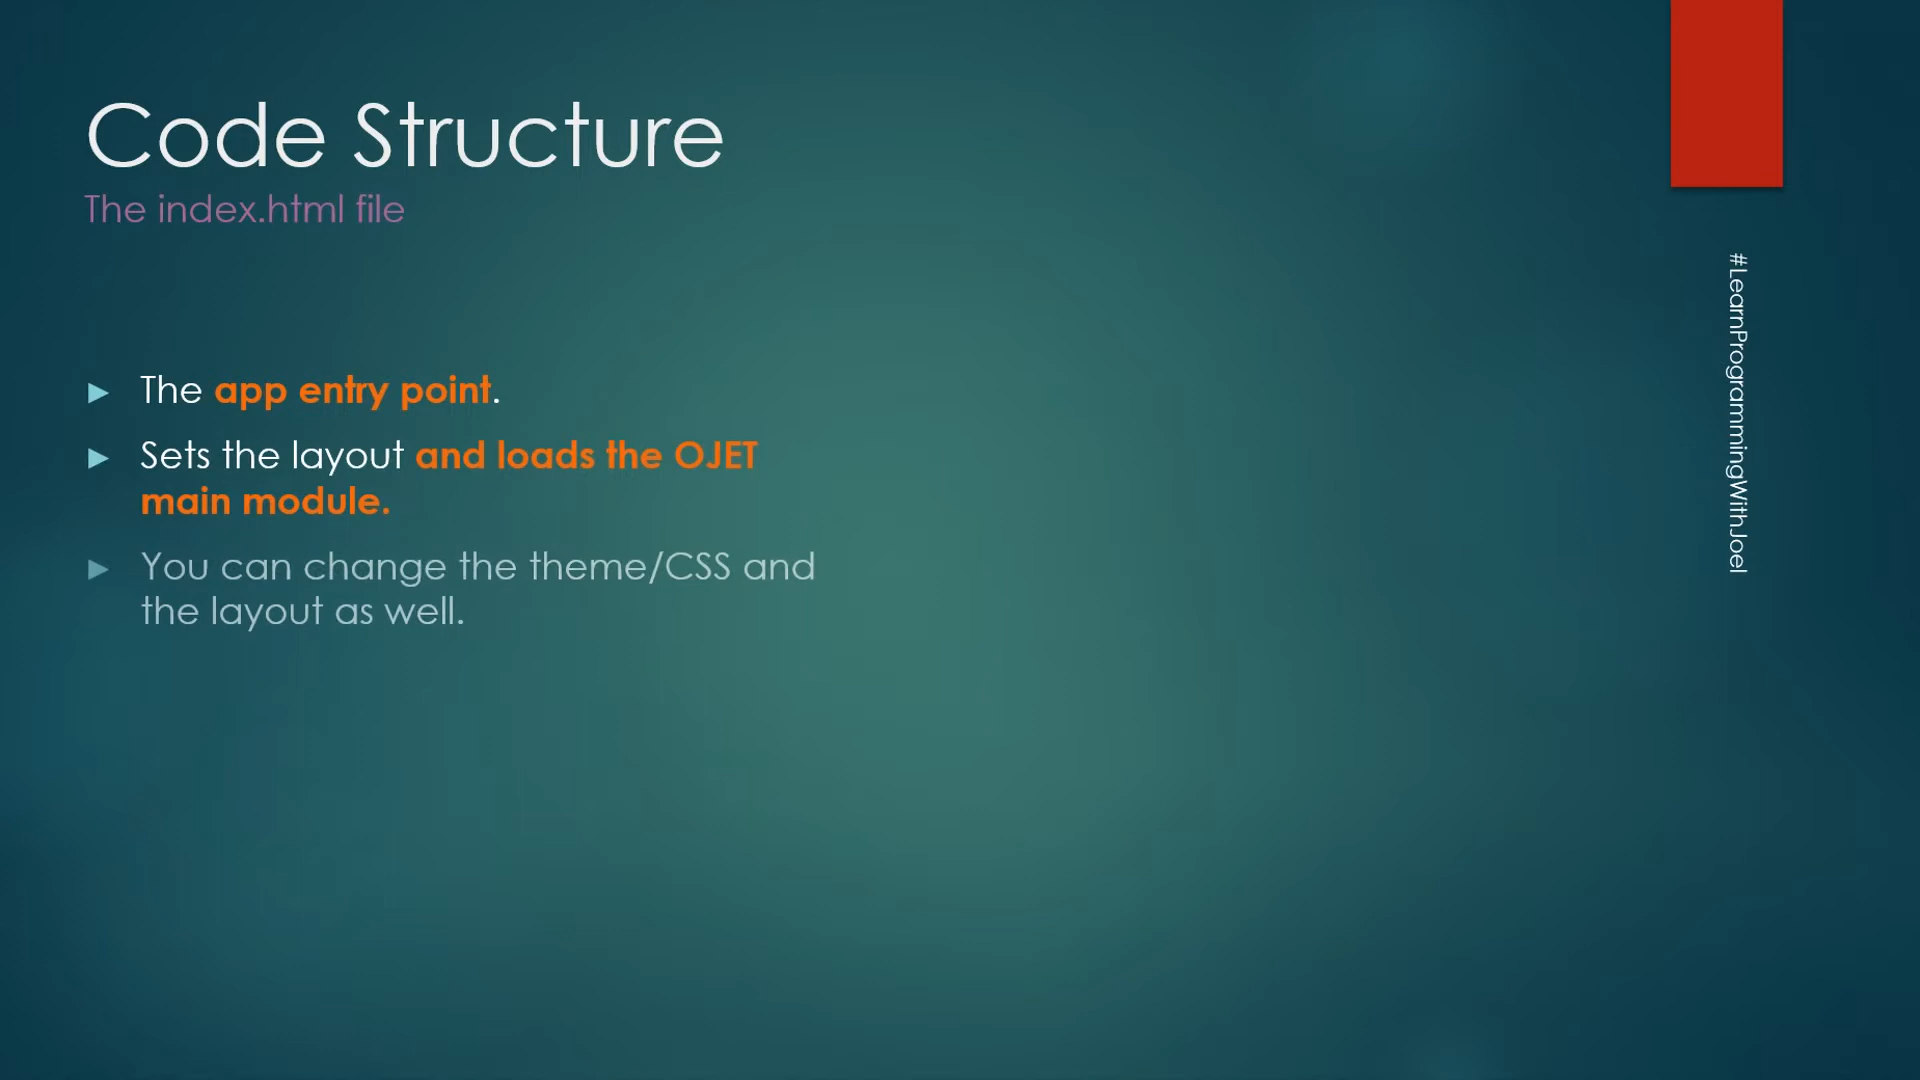 Code Structure
The index.html file
The app entry point.
Sets the layout and loads the OJET
main module.
You can change the theme/CSS and
the layout as well.
#LearnProgrammingWithJoel